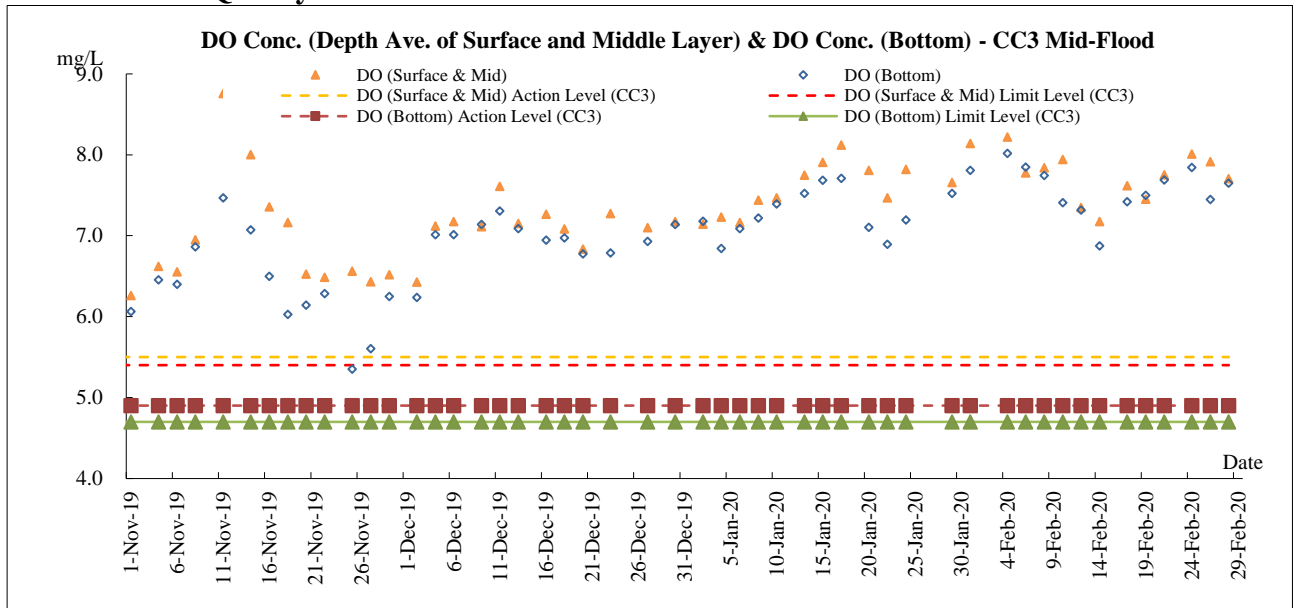 DO Conc. (Depth Ave. of Surface and Middle Layer) & DO Conc. (Bottom) - CC3 Mid-Flood
mg/L
DO (Surface & Mid)
DO (Bottom)
DO (Surface & Mid) Action Level (CC3)
DO (Surface & Mid) Limit Level (CC3)
DO (Bottom) Action Level (CC3)
DO (Bottom) Limit Level (CC3)
9.0
8.0
7.0
6.0
5.0
4.0
Date
1-Nov-19
6-Nov-19
11-Nov-19
16-Nov-19
21-Nov-19
26-Nov-19
1-Dec-19
6-Dec-19
11-Dec-19
16-Dec-19
21-Dec-19
26-Dec-19
31-Dec-19
5-Jan-20
10-Jan-20
15-Jan-20
20-Jan-20
25-Jan-20
30-Jan-20
4-Feb-20
9-Feb-20
14-Feb-20
19-Feb-20
24-Feb-20
29-Feb-20